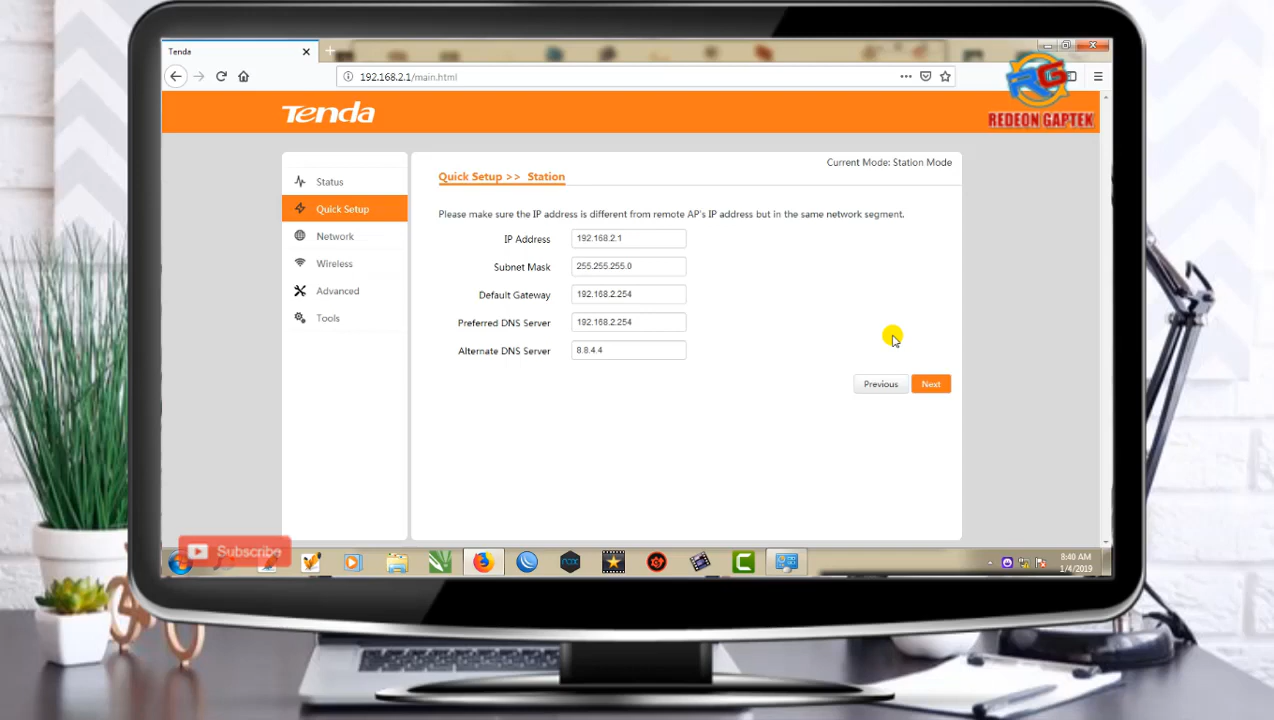 Tenda
192.168.2.1/main.html
Tenda
REDEON GAPTEK
Current Mode: Station Mode
Status
Quick Setup
Network
Wireless
Advanced
Tools
Quick Setup >> Station
Please make sure the IP address is different from remote AP's IP address but in the same network segment.
IP Address 192.168.2.1
Subnet Mask 255.255.255.0
Default Gateway 192.168.2.254
Preferred DNS Server 192.168.2.254
Alternate DNS Server 8.8.4.4
Previous Next
Subscribe
nox
8:40 AM
1/4/2019